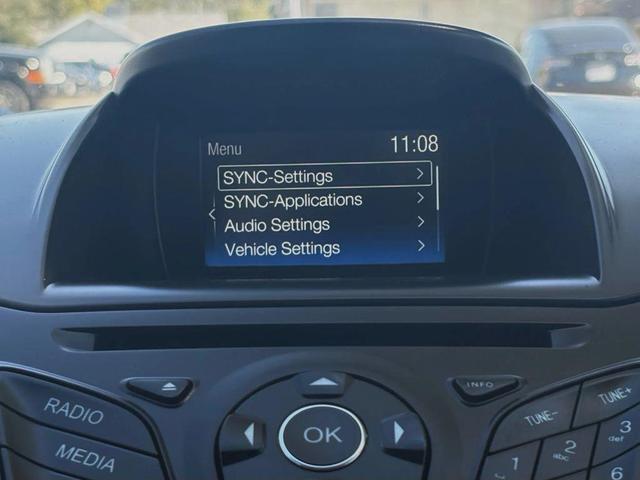 Menu 11:08
SYNC-Settings
SYNC-Applications
Audio Settings
Vehicle Settings
RADIO
MEDIA
OK
INFO
TUNE-
TUNE+
1
2 abc
3 def
6